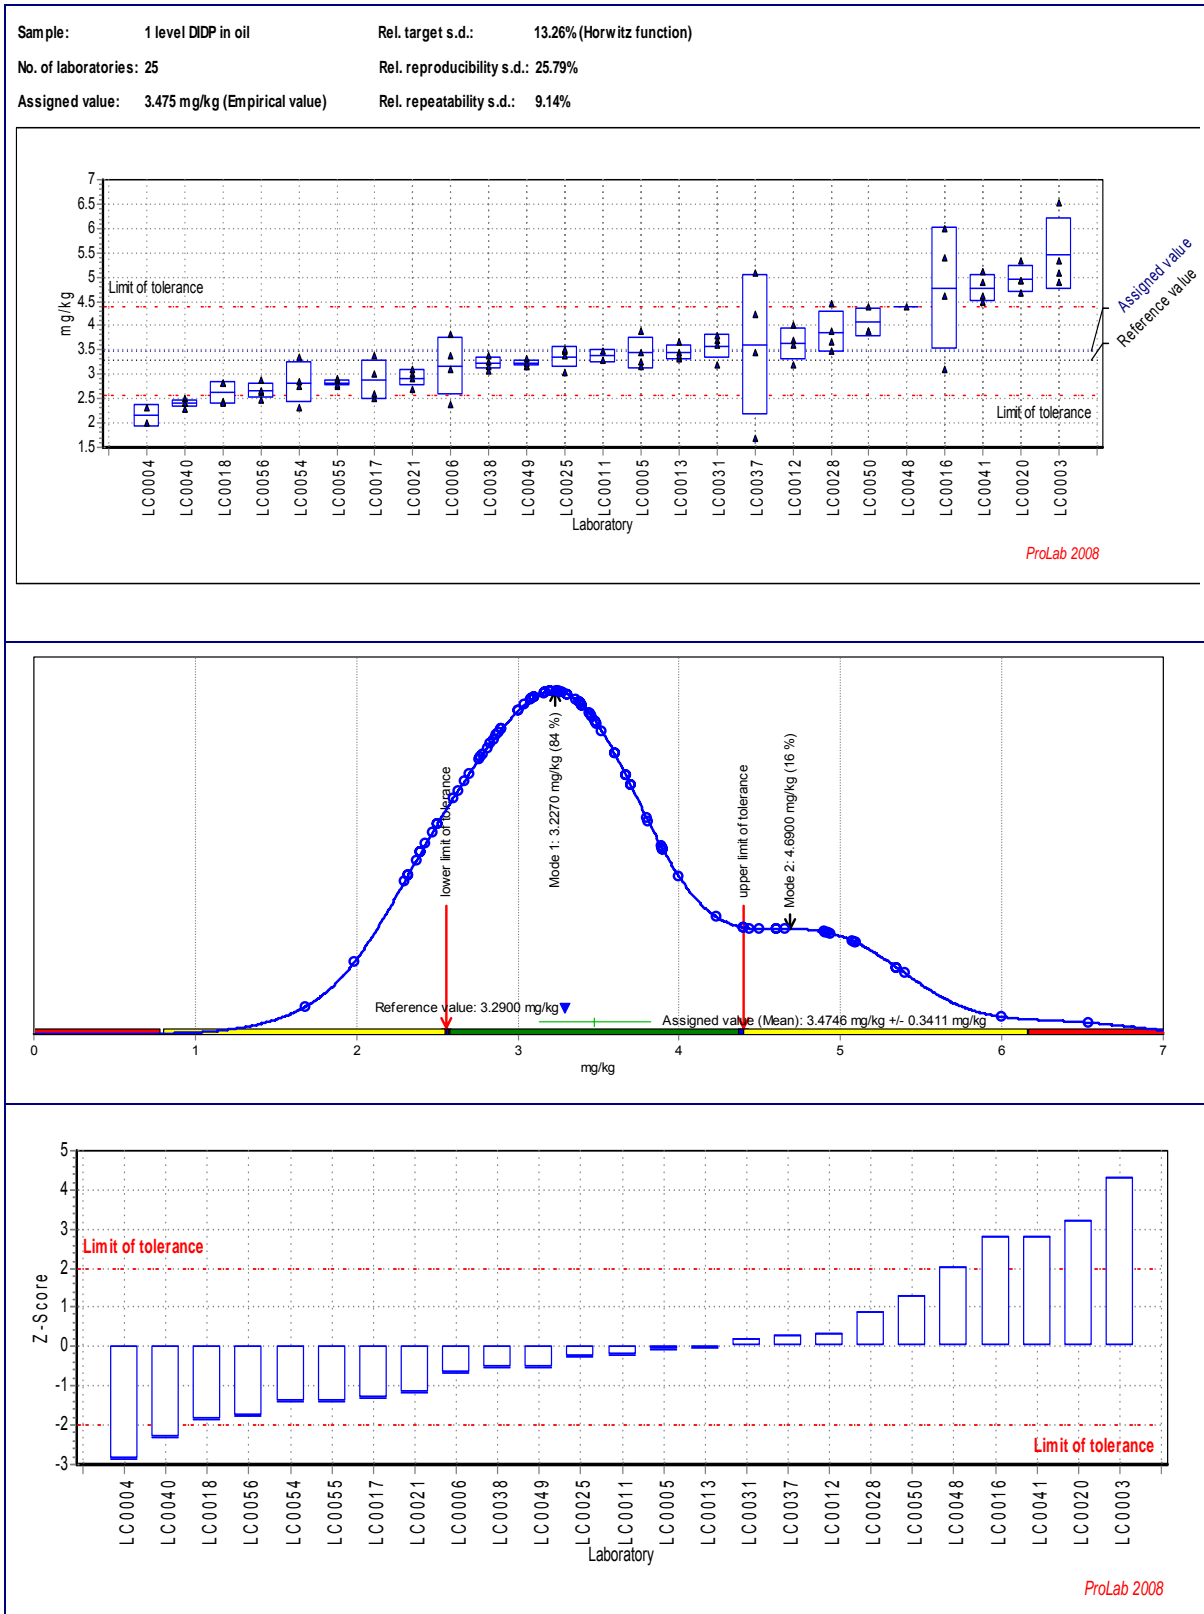 Sample: 1 level DIDP in oil Rel. target s.d.: 13.26% (Horwitz function)
No. of laboratories: 25 Rel. reproducibility s.d.: 25.79%
Assigned value: 3.475 mg/kg (Empirical value) Rel. repeatability s.d.: 9.14%
7
6.5
6
5.5
5
4.5
4
3.5
3
2.5
2
1.5
mg/kg
Limit of tolerance
Limit of tolerance
Assigned value
Reference value
LC0004
LC0040
LC0018
LC0056
LC0054
LC0055
LC0017
LC0021
LC0006
LC0038
LC0049
LC0025
LC0011
LC0005
LC0013
LC0031
LC0037
LC0012
LC0028
LC0050
LC0048
LC0016
LC0041
LC0020
LC0003
Laboratory
ProLab 2008
lower limit of tolerance
Mode 1: 3.2270 mg/kg (84 %)
upper limit of tolerance
Mode 2: 4.6900 mg/kg (16 %)
Reference value: 3.2900 mg/kg
Assigned value (Mean): 3.4746 mg/kg +/- 0.3411 mg/kg
0 1 2 3 4 5 6 7
mg/kg
5
4
3
2
1
0
-1
-2
-3
Z-Score
Limit of tolerance
Limit of tolerance
LC0004
LC0040
LC0018
LC0056
LC0054
LC0055
LC0017
LC0021
LC0006
LC0038
LC0049
LC0025
LC0011
LC0005
LC0013
LC0031
LC0037
LC0012
LC0028
LC0050
LC0048
LC0016
LC0041
LC0020
LC0003
Laboratory
ProLab 2008